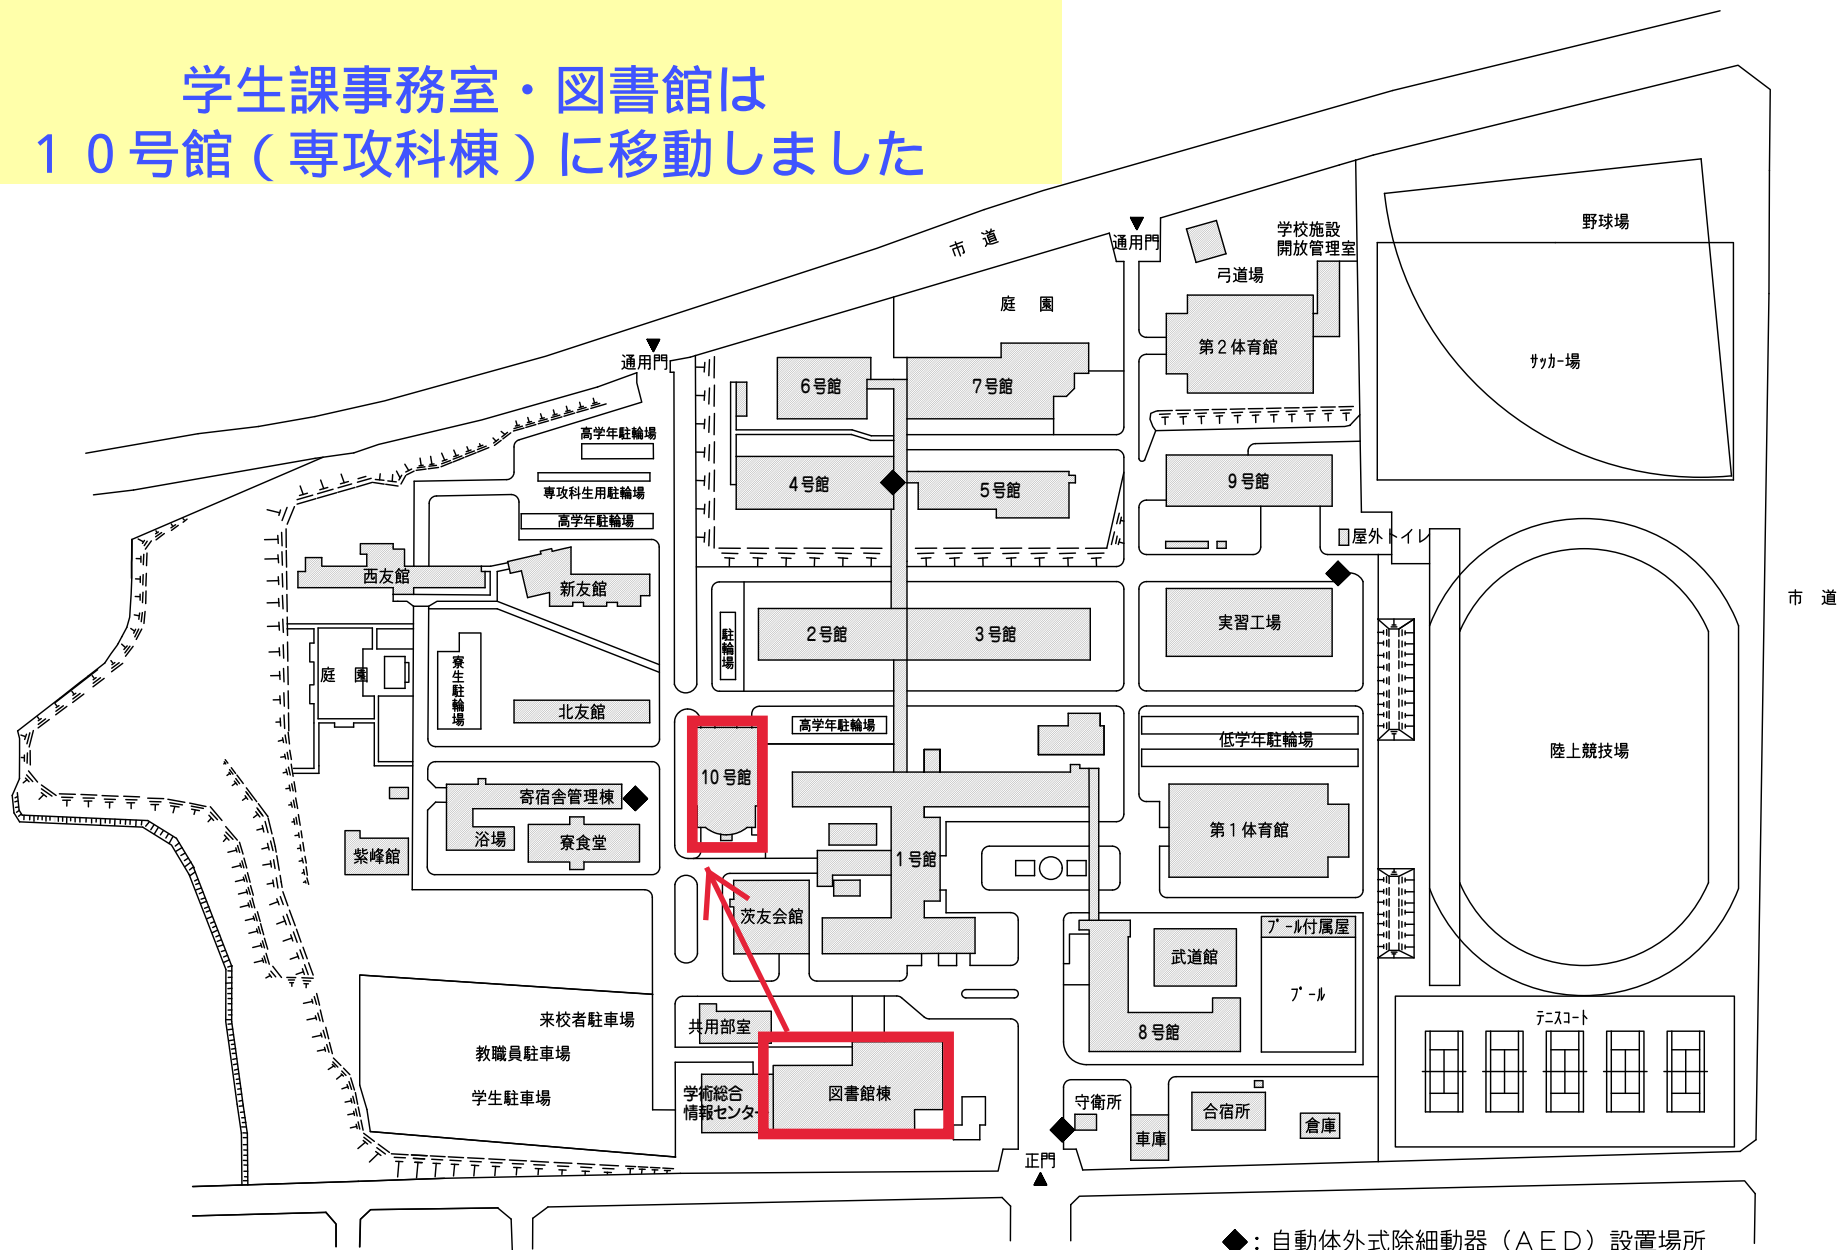 学生課事務室・図書館は
１０号館（専攻科棟）に移動しました
市 道
通用門
学校施設
開放管理室
弓道場
野球場
庭 園
第2体育館
ｻｯｶｰ場
通用門
6号館
7号館
高学年駐輪場
専攻科生用駐輪場
高学年駐輪場
4号館
5号館
9号館
屋外トイレ
西友館
新友館
市 道
駐輪場
2号館
3号館
実習工場
庭 園
寮生駐輪場
北友館
高学年駐輪場
低学年駐輪場
陸上競技場
10号館
寄宿舎管理棟
浴場
寮食堂
紫峰館
1号館
第1体育館
茨友会館
武道館
ﾌﾟｰﾙ付属屋
ﾌﾟｰﾙ
来校者駐車場
共用部室
8号館
ﾃﾆｽｺｰﾄ
教職員駐車場
学生駐車場
学術総合
情報センター
図書館棟
守衛所
車庫
合宿所
倉庫
正門
◆：自動体外式除細動器（ＡＥＤ）設置場所